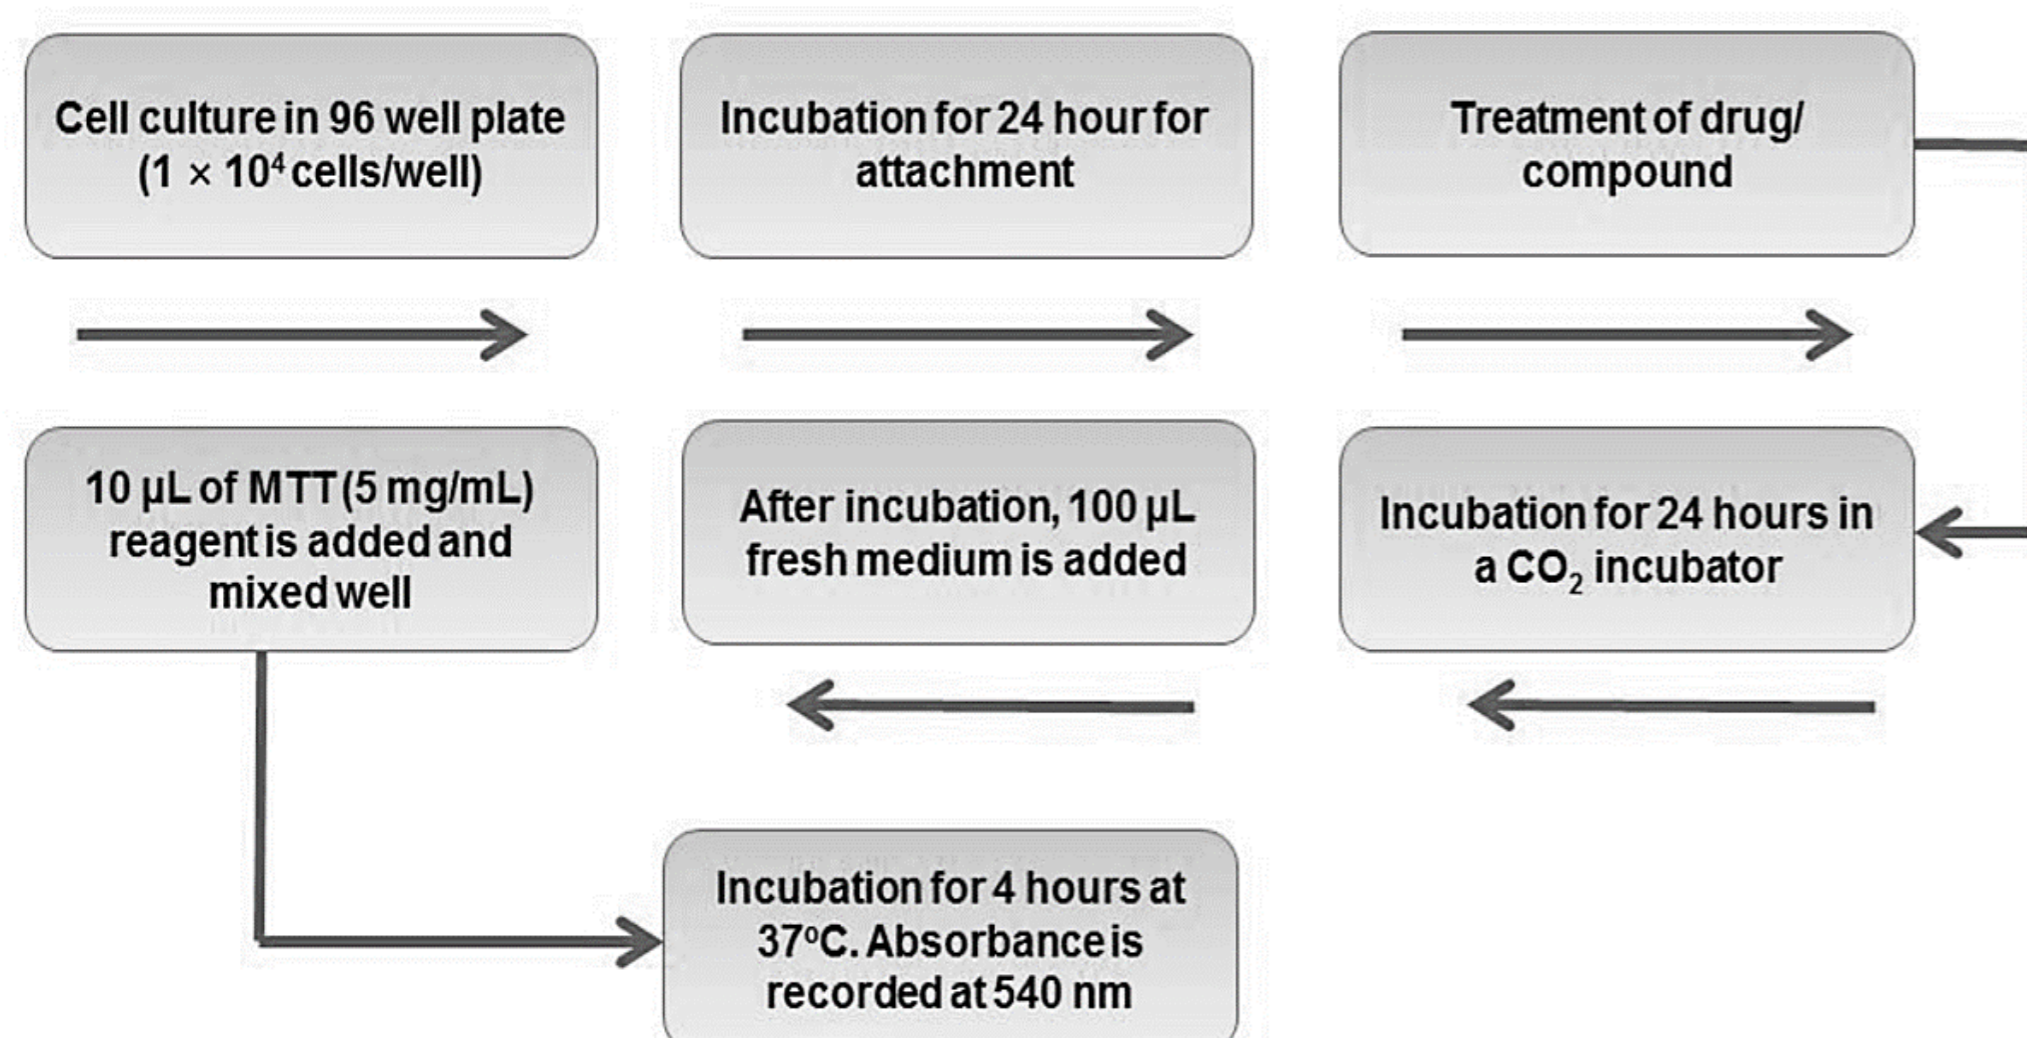 Cell culture in 96 well plate
(1 × 10⁴ cells/well)
Incubation for 24 hour for
attachment
Treatment of drug/
compound
Incubation for 24 hours in
a CO₂ incubator
After incubation, 100 µL
fresh medium is added
10 µL of MTT (5 mg/mL)
reagent is added and
mixed well
Incubation for 4 hours at
37ºC. Absorbance is
recorded at 540 nm